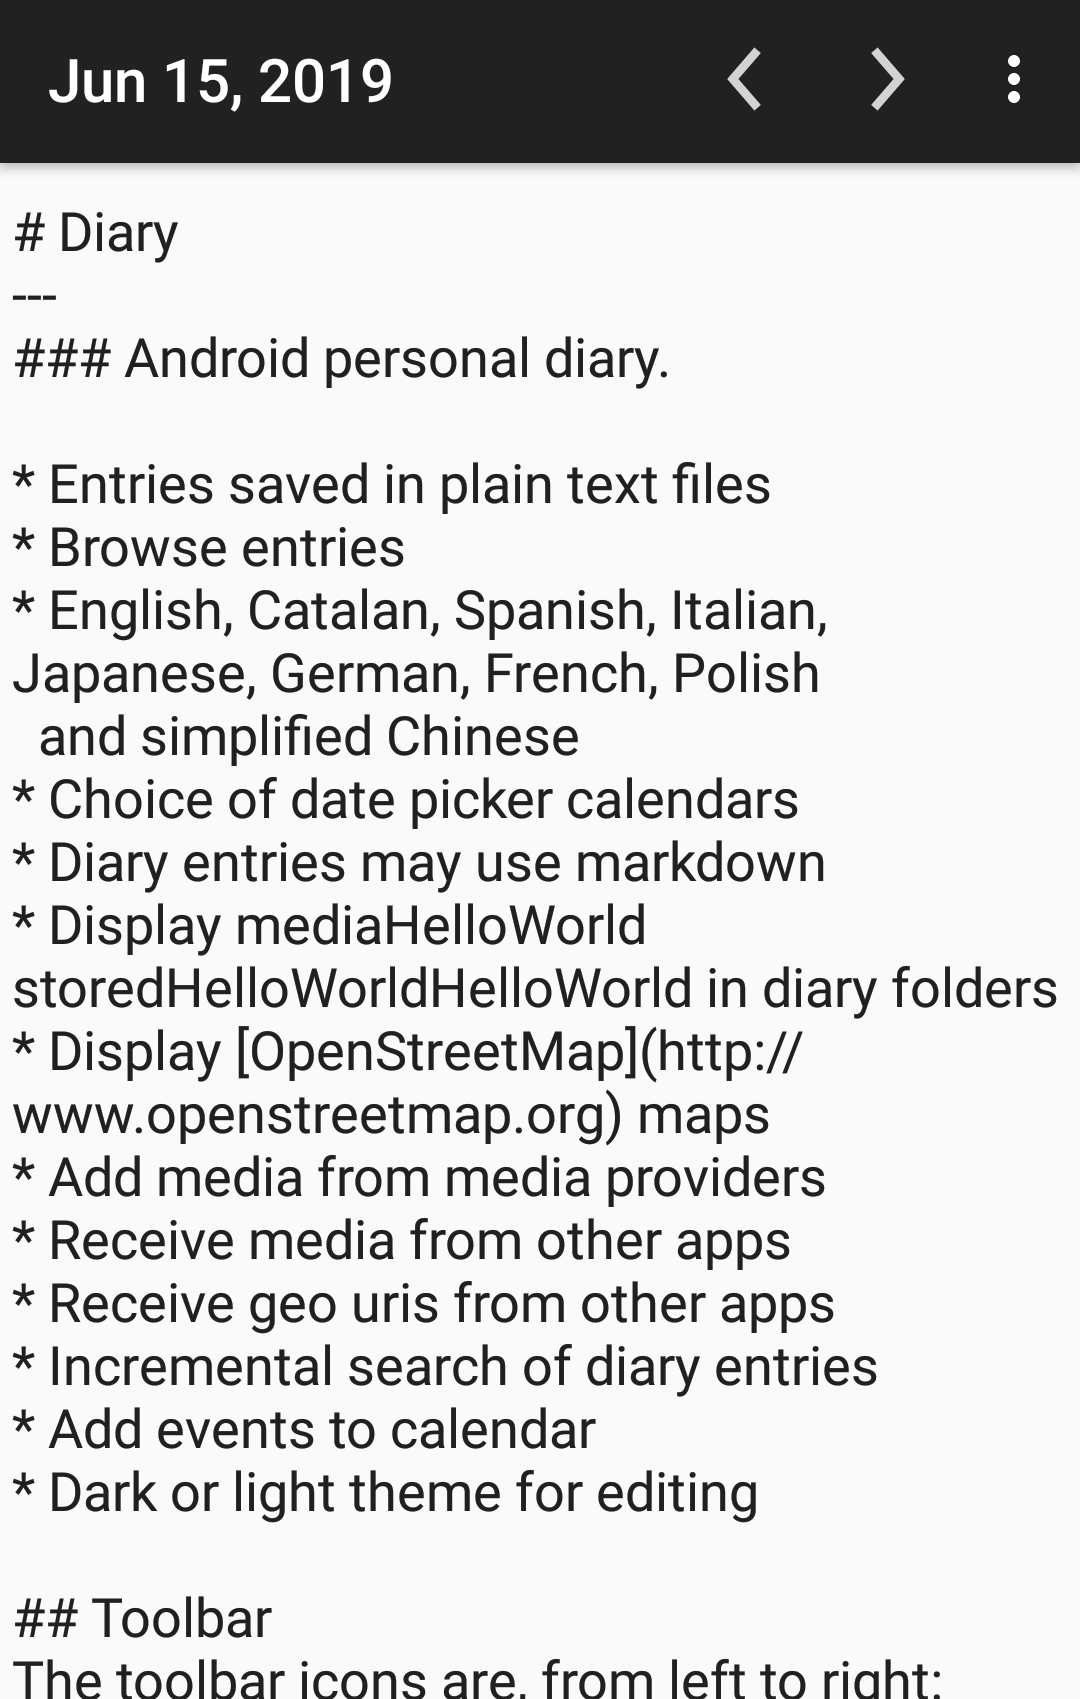 Jun 15, 2019
# Diary
---
### Android personal diary.
* Entries saved in plain text files
* Browse entries
* English, Catalan, Spanish, Italian,
Japanese, German, French, Polish
and simplified Chinese
* Choice of date picker calendars
* Diary entries may use markdown
* Display mediaHelloWorld
storedHelloWorldHelloWorld in diary folders
* Display [OpenStreetMap](http://
www.openstreetmap.org) maps
* Add media from media providers
* Receive media from other apps
* Receive geo uris from other apps
* Incremental search of diary entries
* Add events to calendar
* Dark or light theme for editing
## Toolbar
The toolbar icons are, from left to right: